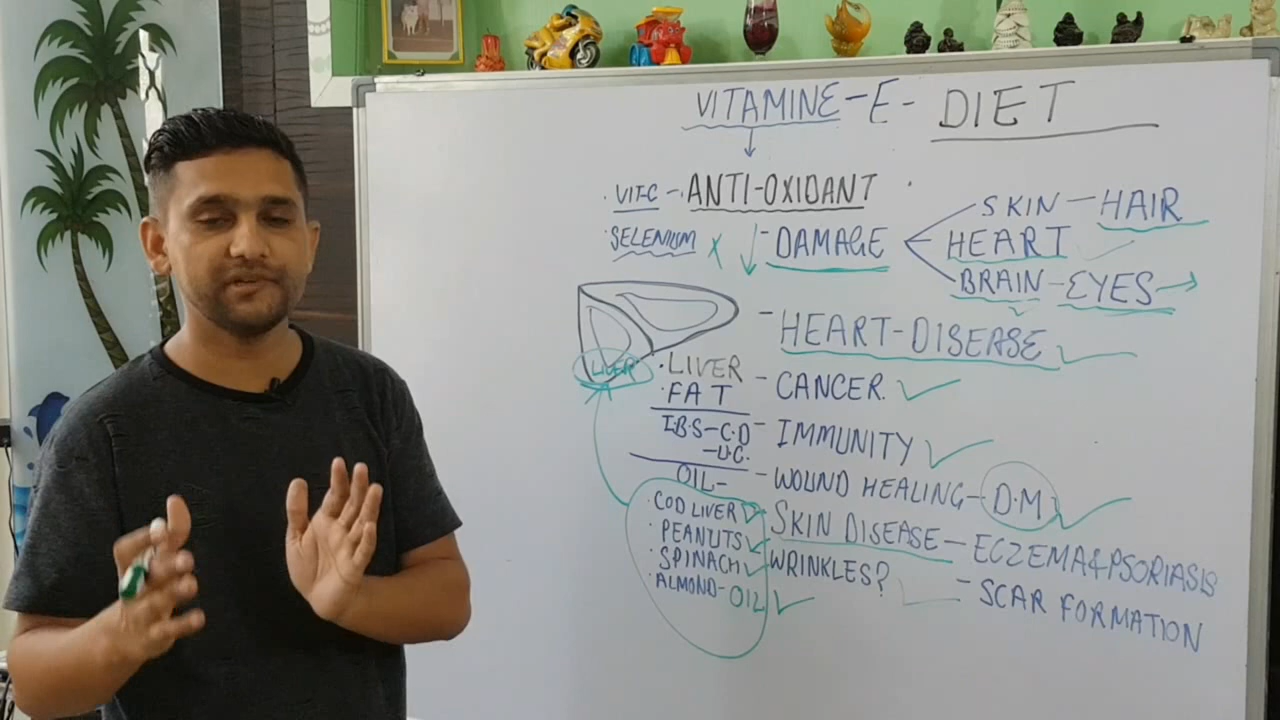 VITAMINE-E- DIET
· VIT-C - · ANTI-OXIDANT
· SELENIUM X ↓ - DAMAGE
SKIN - HAIR
HEART
BRAIN - EYES →
- HEART-DISEASE
LIVER
· LIVER
· FAT
- CANCER.
I.B.S - C.D
- U.C.
- IMMUNITY
OIL-
- WOUND HEALING - D.M
· COD LIVER
· PEANUTS
· SPINACH
· ALMOND - OIL
SKIN DISEASE - ECZEMA & PSORIASIS
WRINKLES?
- SCAR FORMATION